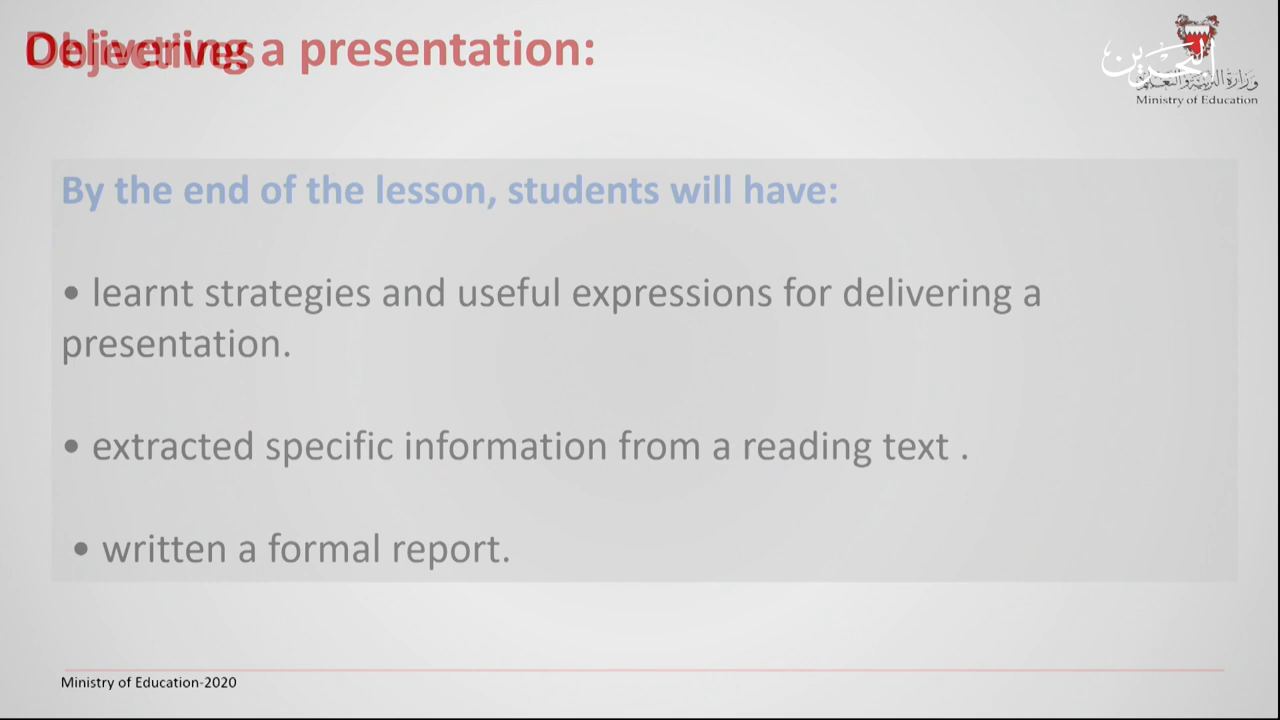 Delivering a presentation:
Objectives
البحرين
وزارة التربية والتعليم
Ministry of Education
By the end of the lesson, students will have:
• learnt strategies and useful expressions for delivering a
presentation.
• extracted specific information from a reading text .
• written a formal report.
Ministry of Education-2020